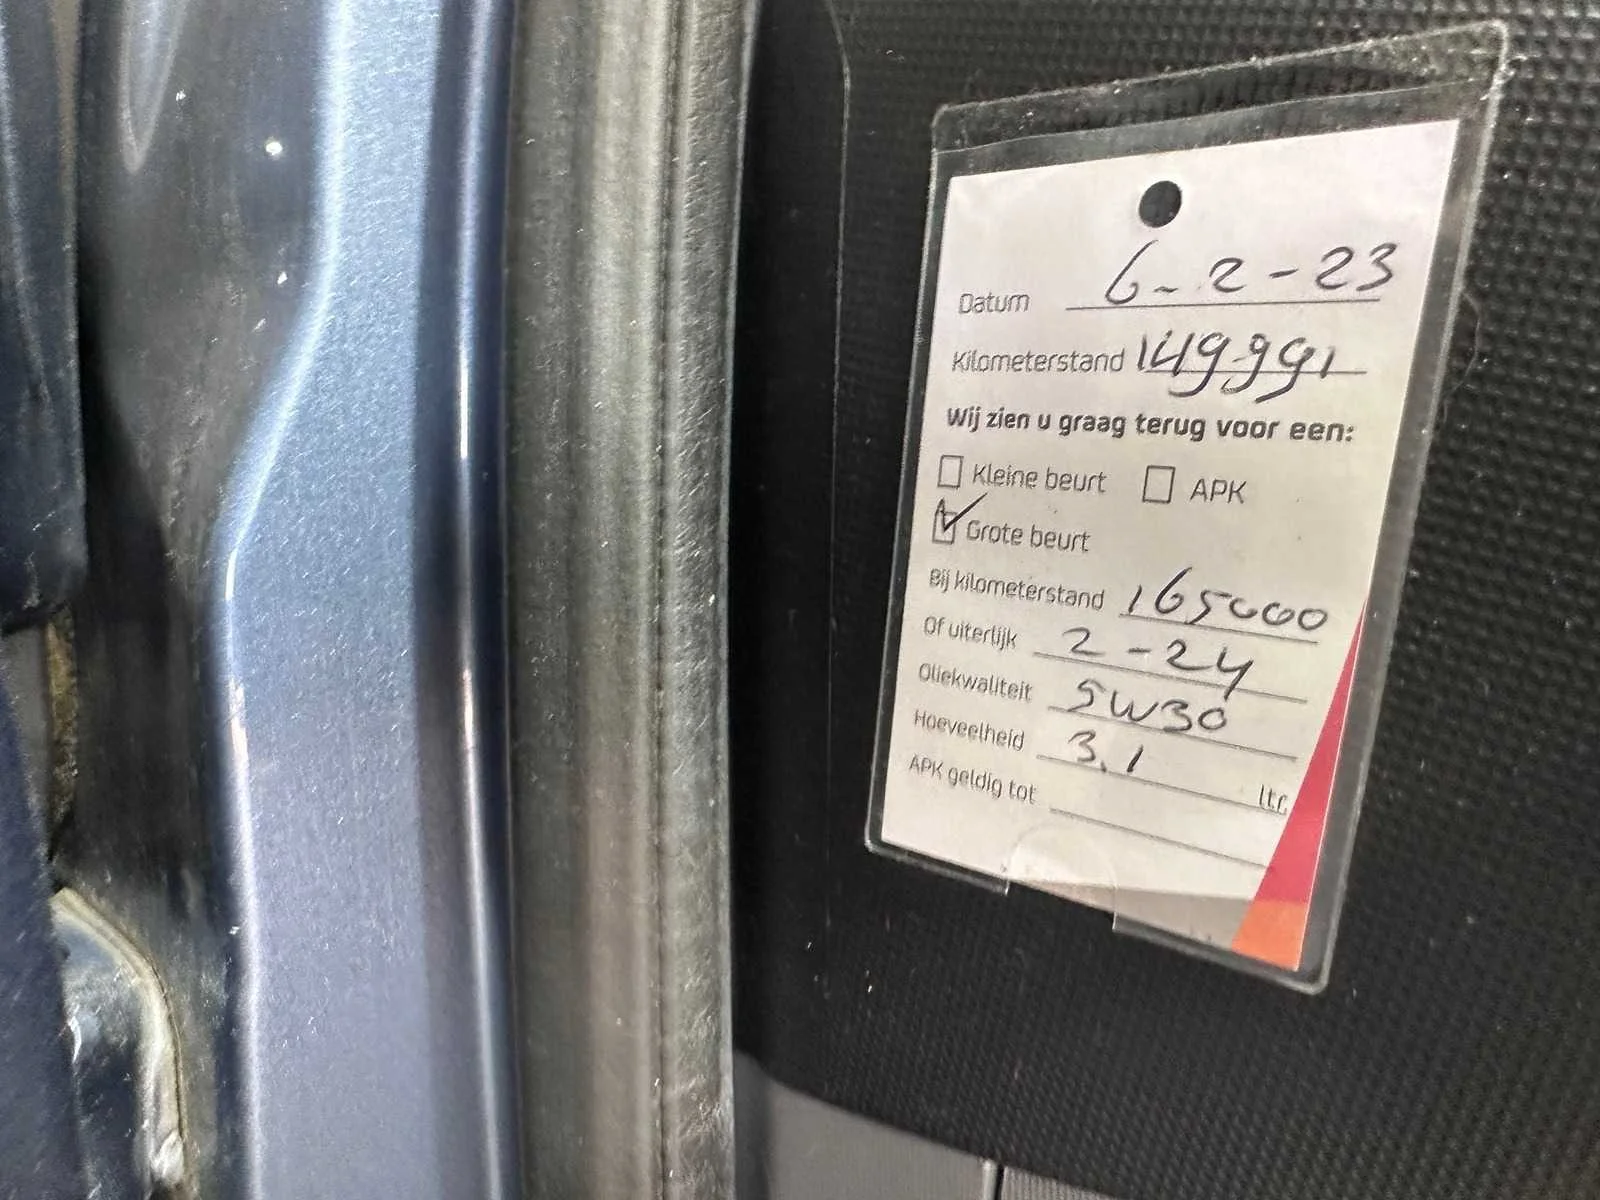 Datum 6-2-23
Kilometerstand 149991
Wij zien u graag terug voor een:
Kleine beurt APK
Grote beurt
Bij kilometerstand 165000
Of uiterlijk 2-24
Oliekwaliteit 5W30
Hoeveelheid 3.1 ltr.
APK geldig tot